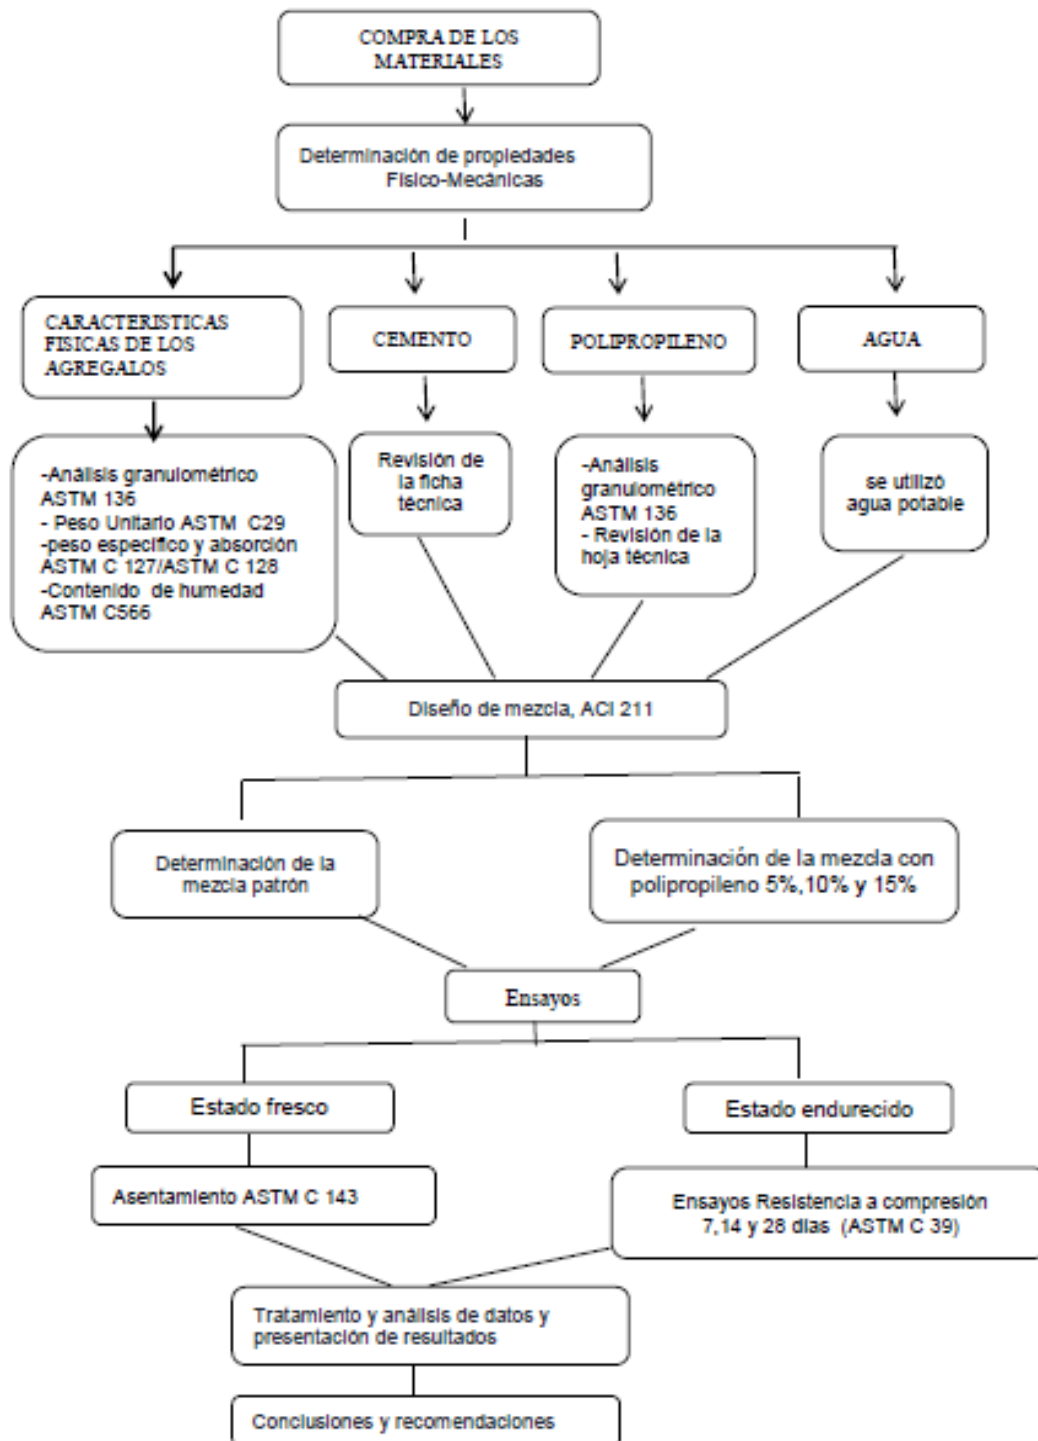 COMPRA DE LOS
MATERIALES
Determinación de propiedades
Físico-Mecánicas
CARACTERISTICAS
FISICAS DE LOS
AGREGALOS
CEMENTO
POLIPROPILENO
AGUA
-Análisis granulométrico
ASTM 136
- Peso Unitario ASTM C29
-peso especifico y absorción
ASTM C 127/ASTM C 128
-Contenido de humedad
ASTM C566
Revisión de
la ficha
técnica
-Análisis
granulométrico
ASTM 136
- Revisión de la
hoja técnica
se utilizó
agua potable
Diseño de mezcla, ACI 211
Determinación de la
mezcla patrón
Determinación de la mezcla con
polipropileno 5%,10% y 15%
Ensayos
Estado fresco
Estado endurecido
Asentamiento ASTM C 143
Ensayos Resistencia a compresión
7,14 y 28 días (ASTM C 39)
Tratamiento y análisis de datos y
presentación de resultados
Conclusiones y recomendaciones